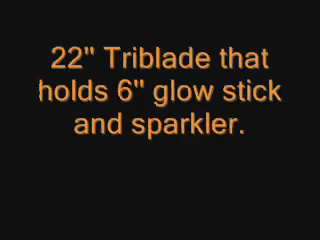 22" Triblade that
holds 6" glow stick
and sparkler.